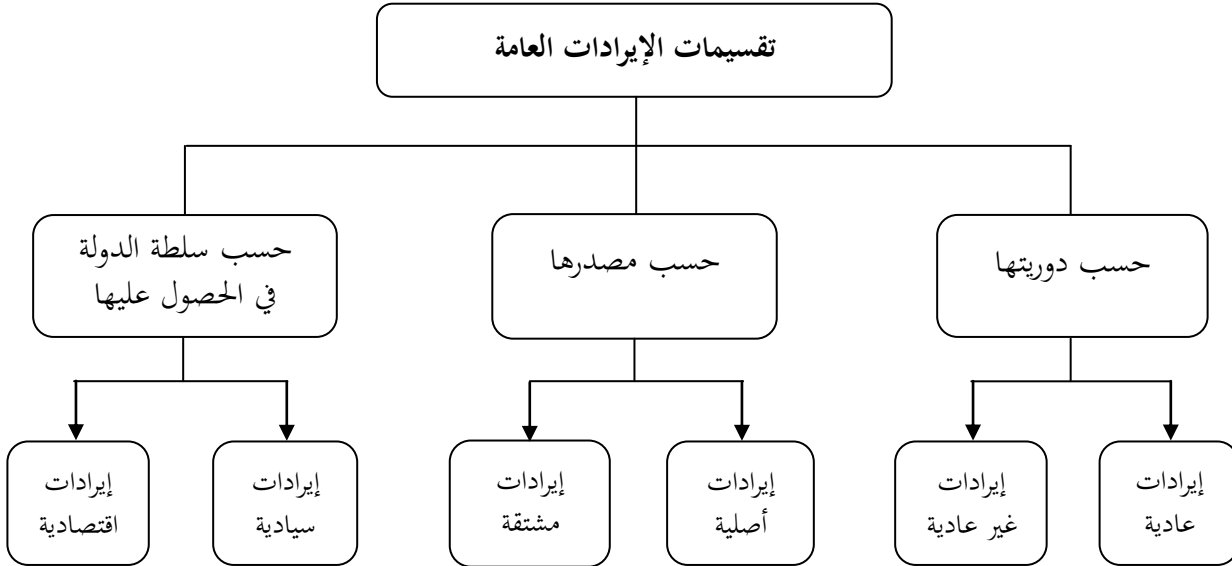 تقسيمات الإيرادات العامة
حسب دوريتها
حسب مصدرها
حسب سلطة الدولة
في الحصول عليها
إيرادات
عادية
إيرادات
غير عادية
إيرادات
أصلية
إيرادات
مشتقة
إيرادات
سيادية
إيرادات
اقتصادية